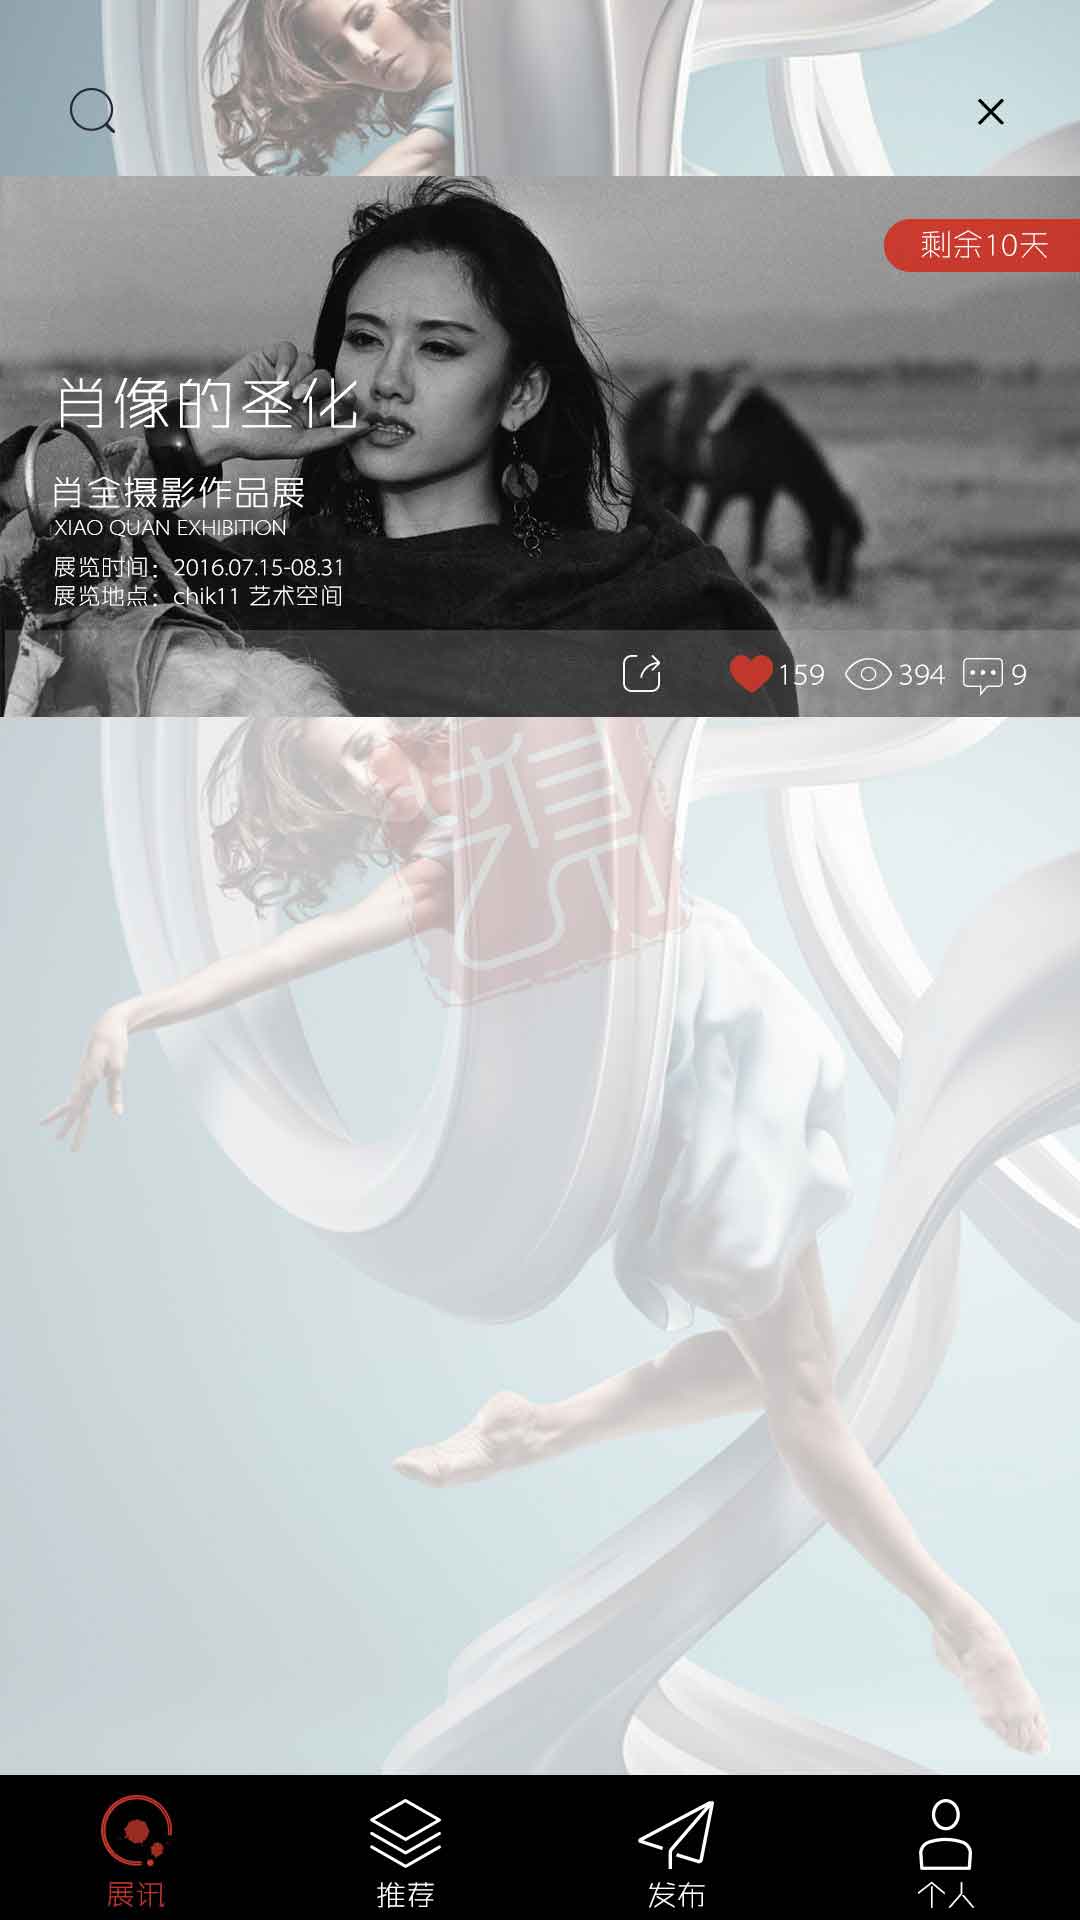 剩余10天
肖像的圣化
肖全摄影作品展
XIAO QUAN EXHIBITION
展览时间：2016.07.15-08.31
展览地点：chik11 艺术空间
159
394
9
展讯
推荐
发布
个人